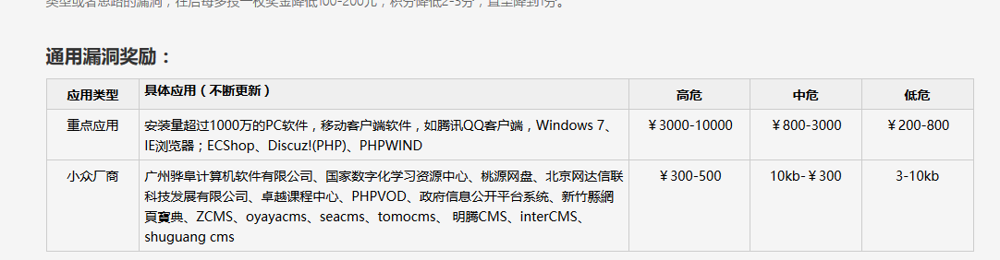 类型或者思路的漏洞，在后每多投一枚奖金降低100-200元，积分降低2-3分，直至降到1分。
通用漏洞奖励：
应用类型 具体应用（不断更新） 高危 中危 低危
重点应用 安装量超过1000万的PC软件，移动客户端软件，如腾讯QQ客户端，Windows 7、 ￥3000-10000 ￥800-3000 ￥200-800
IE浏览器；ECShop、Discuz!(PHP)、PHPWIND
小众厂商 广州骅阜计算机软件有限公司、国家数字化学习资源中心、桃源网盘、北京网达信联 ￥300-500 10kb-￥300 3-10kb
科技发展有限公司、卓越课程中心、PHPVOD、政府信息公开平台系统、新竹縣網
頁寶典、ZCMS、oyayacms、seacms、tomocms、 明腾CMS、interCMS、
shuguang cms